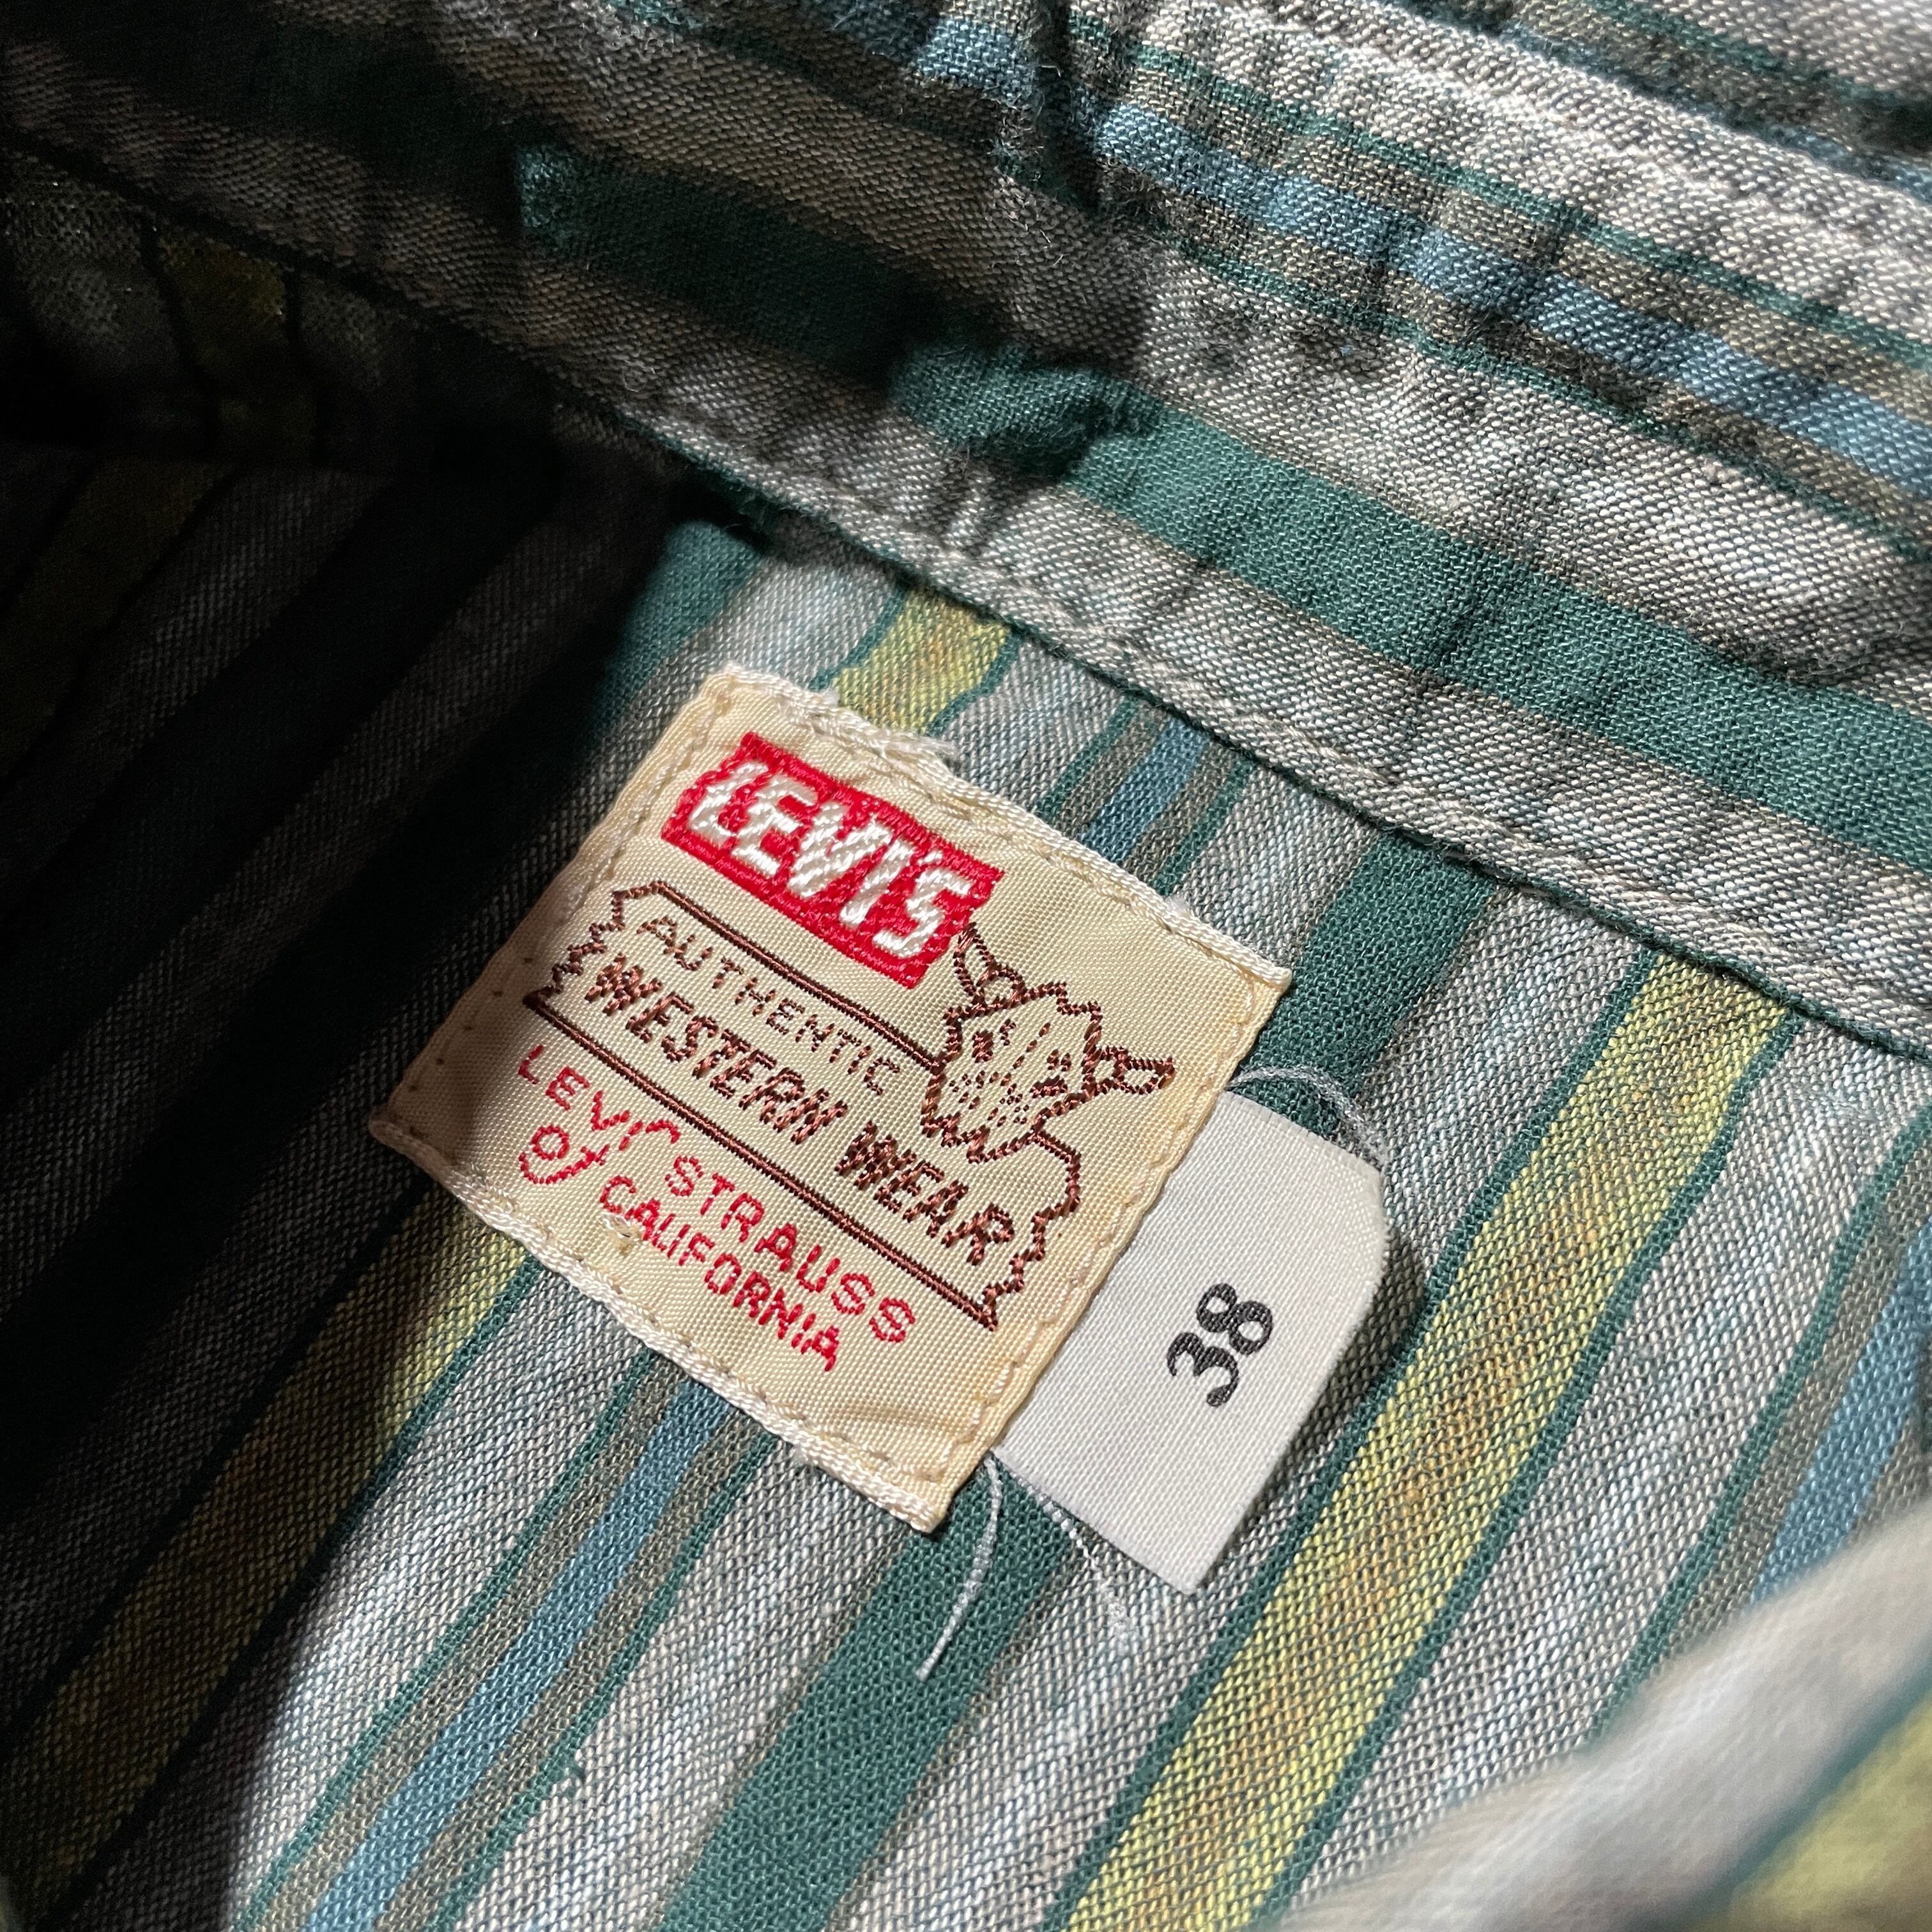 LEVI'S
AUTHENTIC
WESTERN WEAR
LEVI STRAUSS
of CALIFORNIA
38